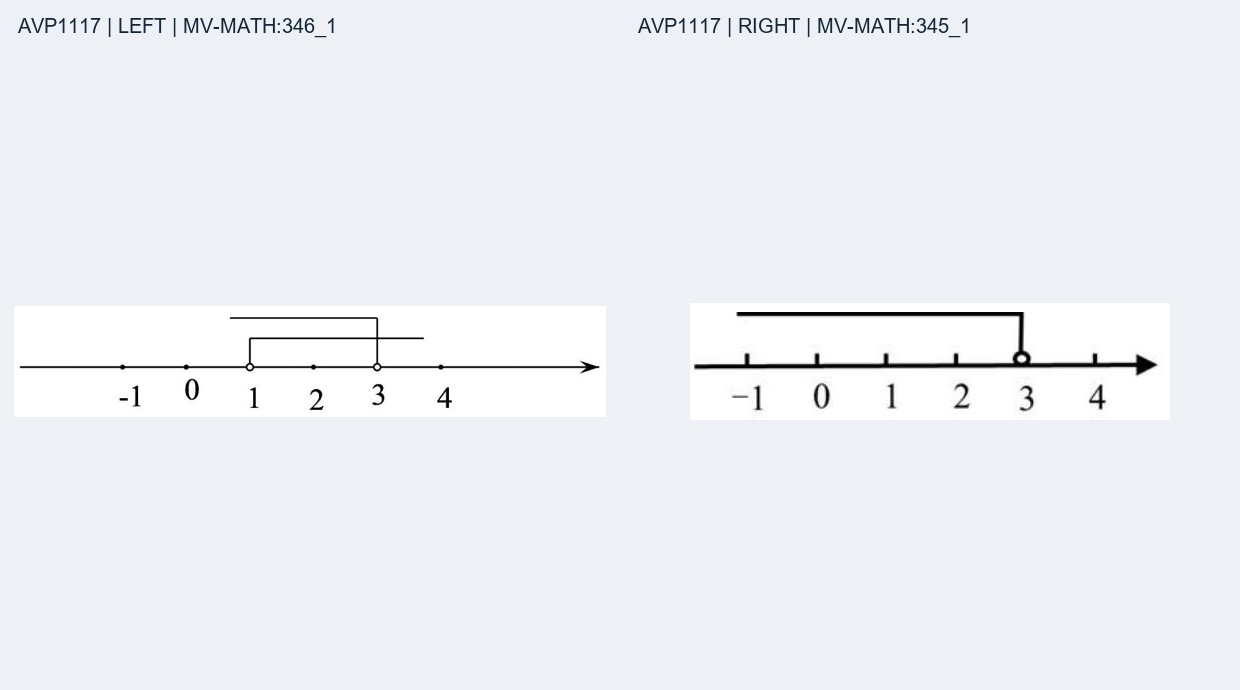 AVP1117 | LEFT | MV-MATH:346_1
AVP1117 | RIGHT | MV-MATH:345_1
-1 0 1 2 3 4
−1 0 1 2 3 4